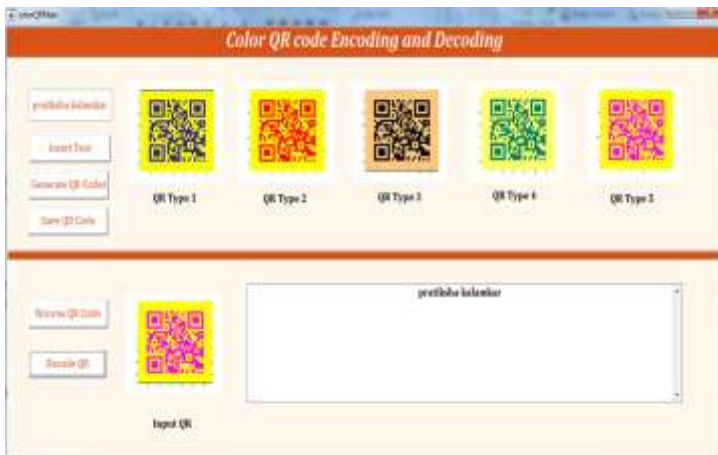 Color QR code Encoding and Decoding
pratiksha kalamkar
Insert Text
Generate QR Codes
Save QR Code
QR Type 1
QR Type 2
QR Type 3
QR Type 4
QR Type 5
Browse QR Code
Decode QR
pratiksha kalamkar
Input QR